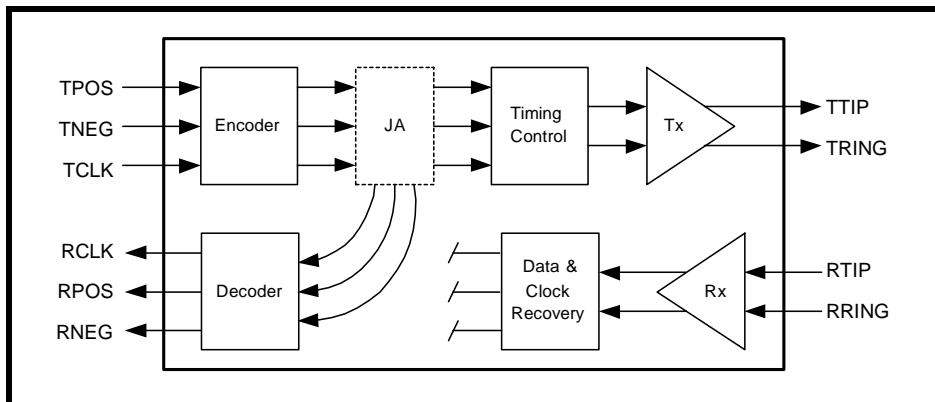 TPOS
TNEG
TCLK
Encoder
JA
Timing
Control
Tx
TTIP
TRING
RCLK
RPOS
RNEG
Decoder
Data &
Clock
Recovery
Rx
RTIP
RRING